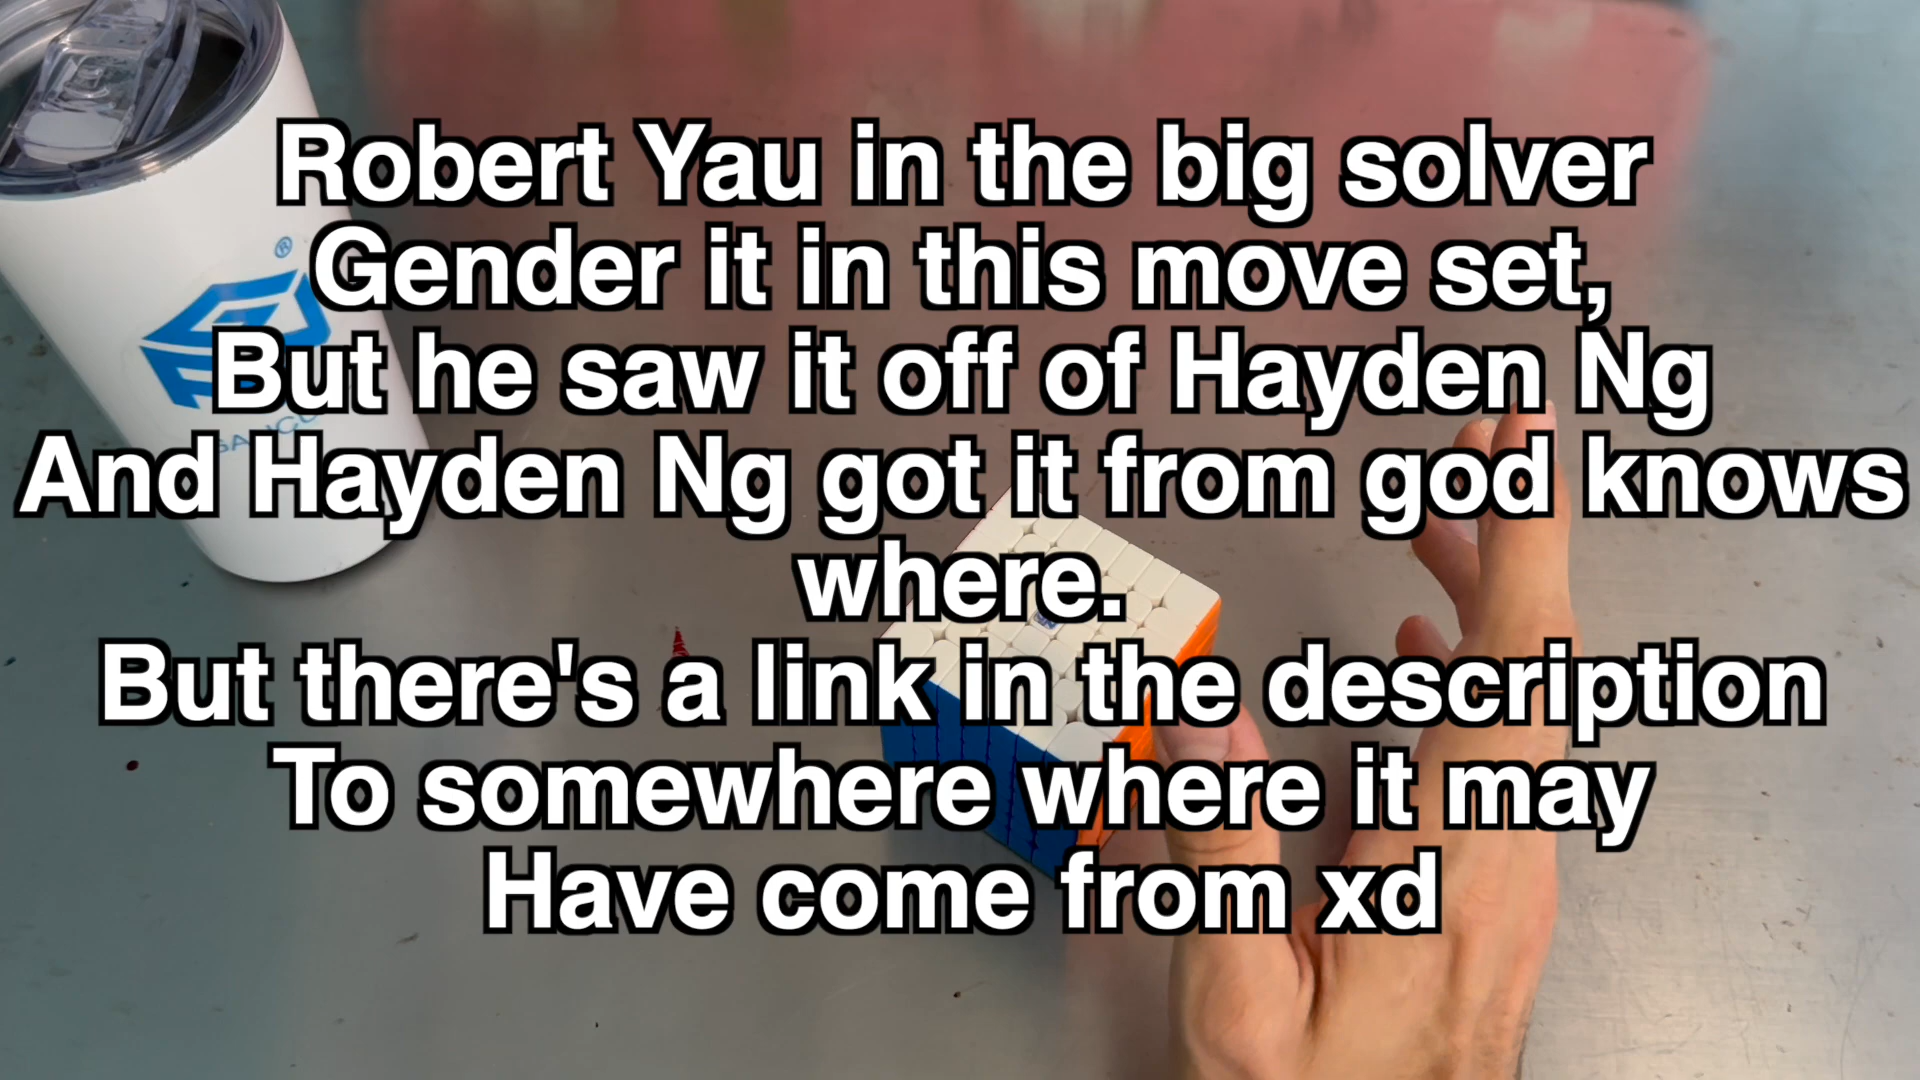 Robert Yau in the big solver
Gender it in this move set,
But he saw it off of Hayden Ng
And Hayden Ng got it from god knows
where.
But there's a link in the description
To somewhere where it may
Have come from xd
®